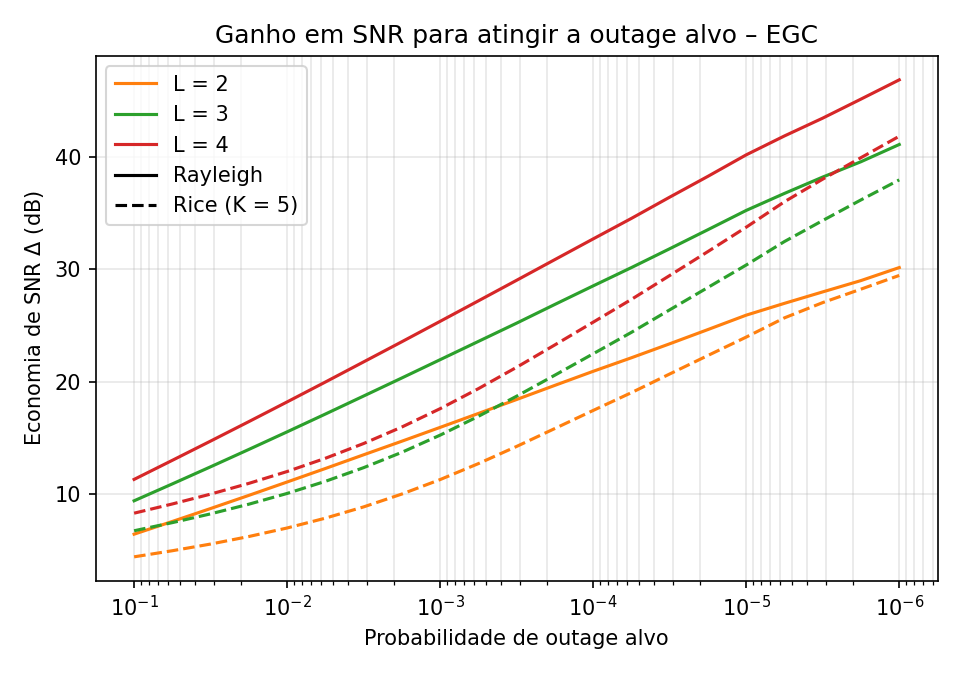 Ganho em SNR para atingir a outage alvo – EGC
L = 2
L = 3
L = 4
Rayleigh
Rice (K = 5)
Economia de SNR Δ (dB)
40
30
20
10
10⁻¹ 10⁻² 10⁻³ 10⁻⁴ 10⁻⁵ 10⁻⁶
Probabilidade de outage alvo